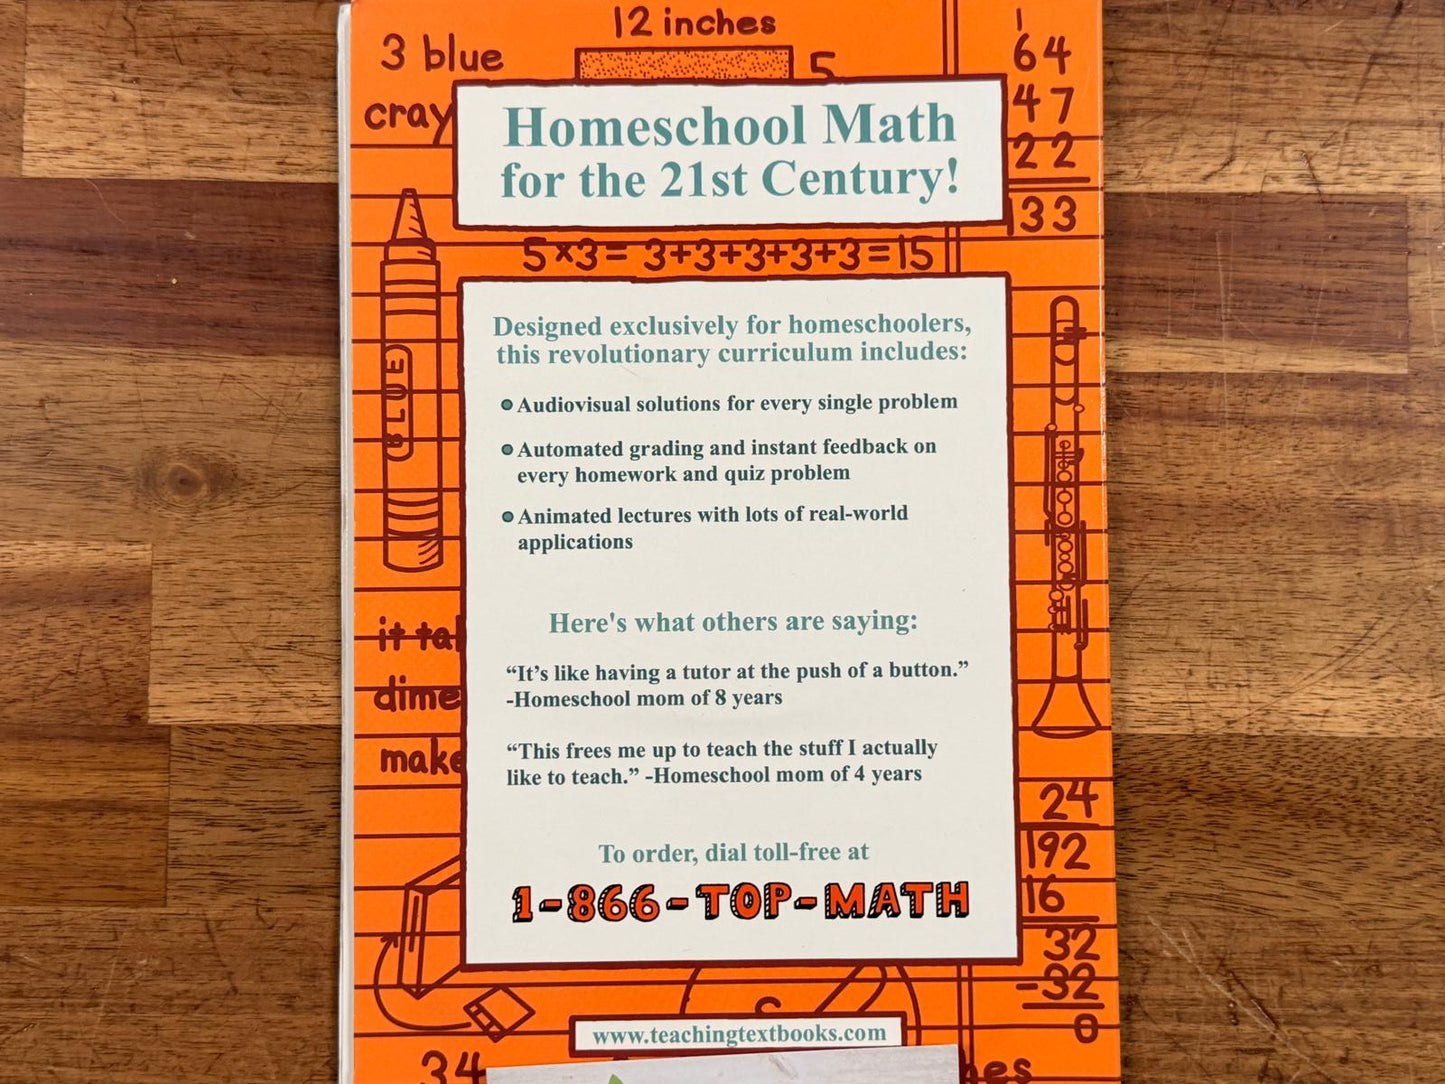 12 inches
3 blue
5
64
47
22
133
Homeschool Math
for the 21st Century!
5×3= 3+3+3+3+3=15
Designed exclusively for homeschoolers,
this revolutionary curriculum includes:
Audiovisual solutions for every single problem
Automated grading and instant feedback on
every homework and quiz problem
Animated lectures with lots of real-world
applications
BLUE
Here's what others are saying:
“It’s like having a tutor at the push of a button.”
-Homeschool mom of 8 years
“This frees me up to teach the stuff I actually
like to teach.” -Homeschool mom of 4 years
it
make
24
192
16
32
-32
0
To order, dial toll-free at
1-866-TOP-MATH
www.teachingtextbooks.com
34